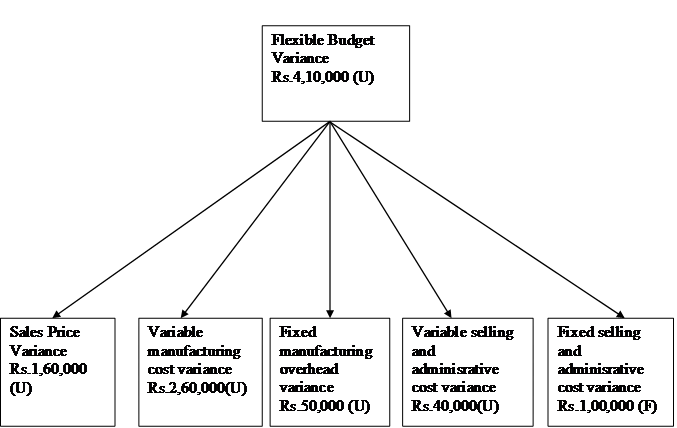 Flexible Budget
Variance
Rs.4,10,000 (U)
Sales Price
Variance
Rs.1,60,000
(U)
Variable
manufacturing
cost variance
Rs.2,60,000(U)
Fixed
manufacturing
overhead
variance
Rs.50,000 (U)
Variable selling
and
adminisrative
cost variance
Rs.40,000(U)
Fixed selling
and
adminisrative
cost variance
Rs.1,00,000 (F)